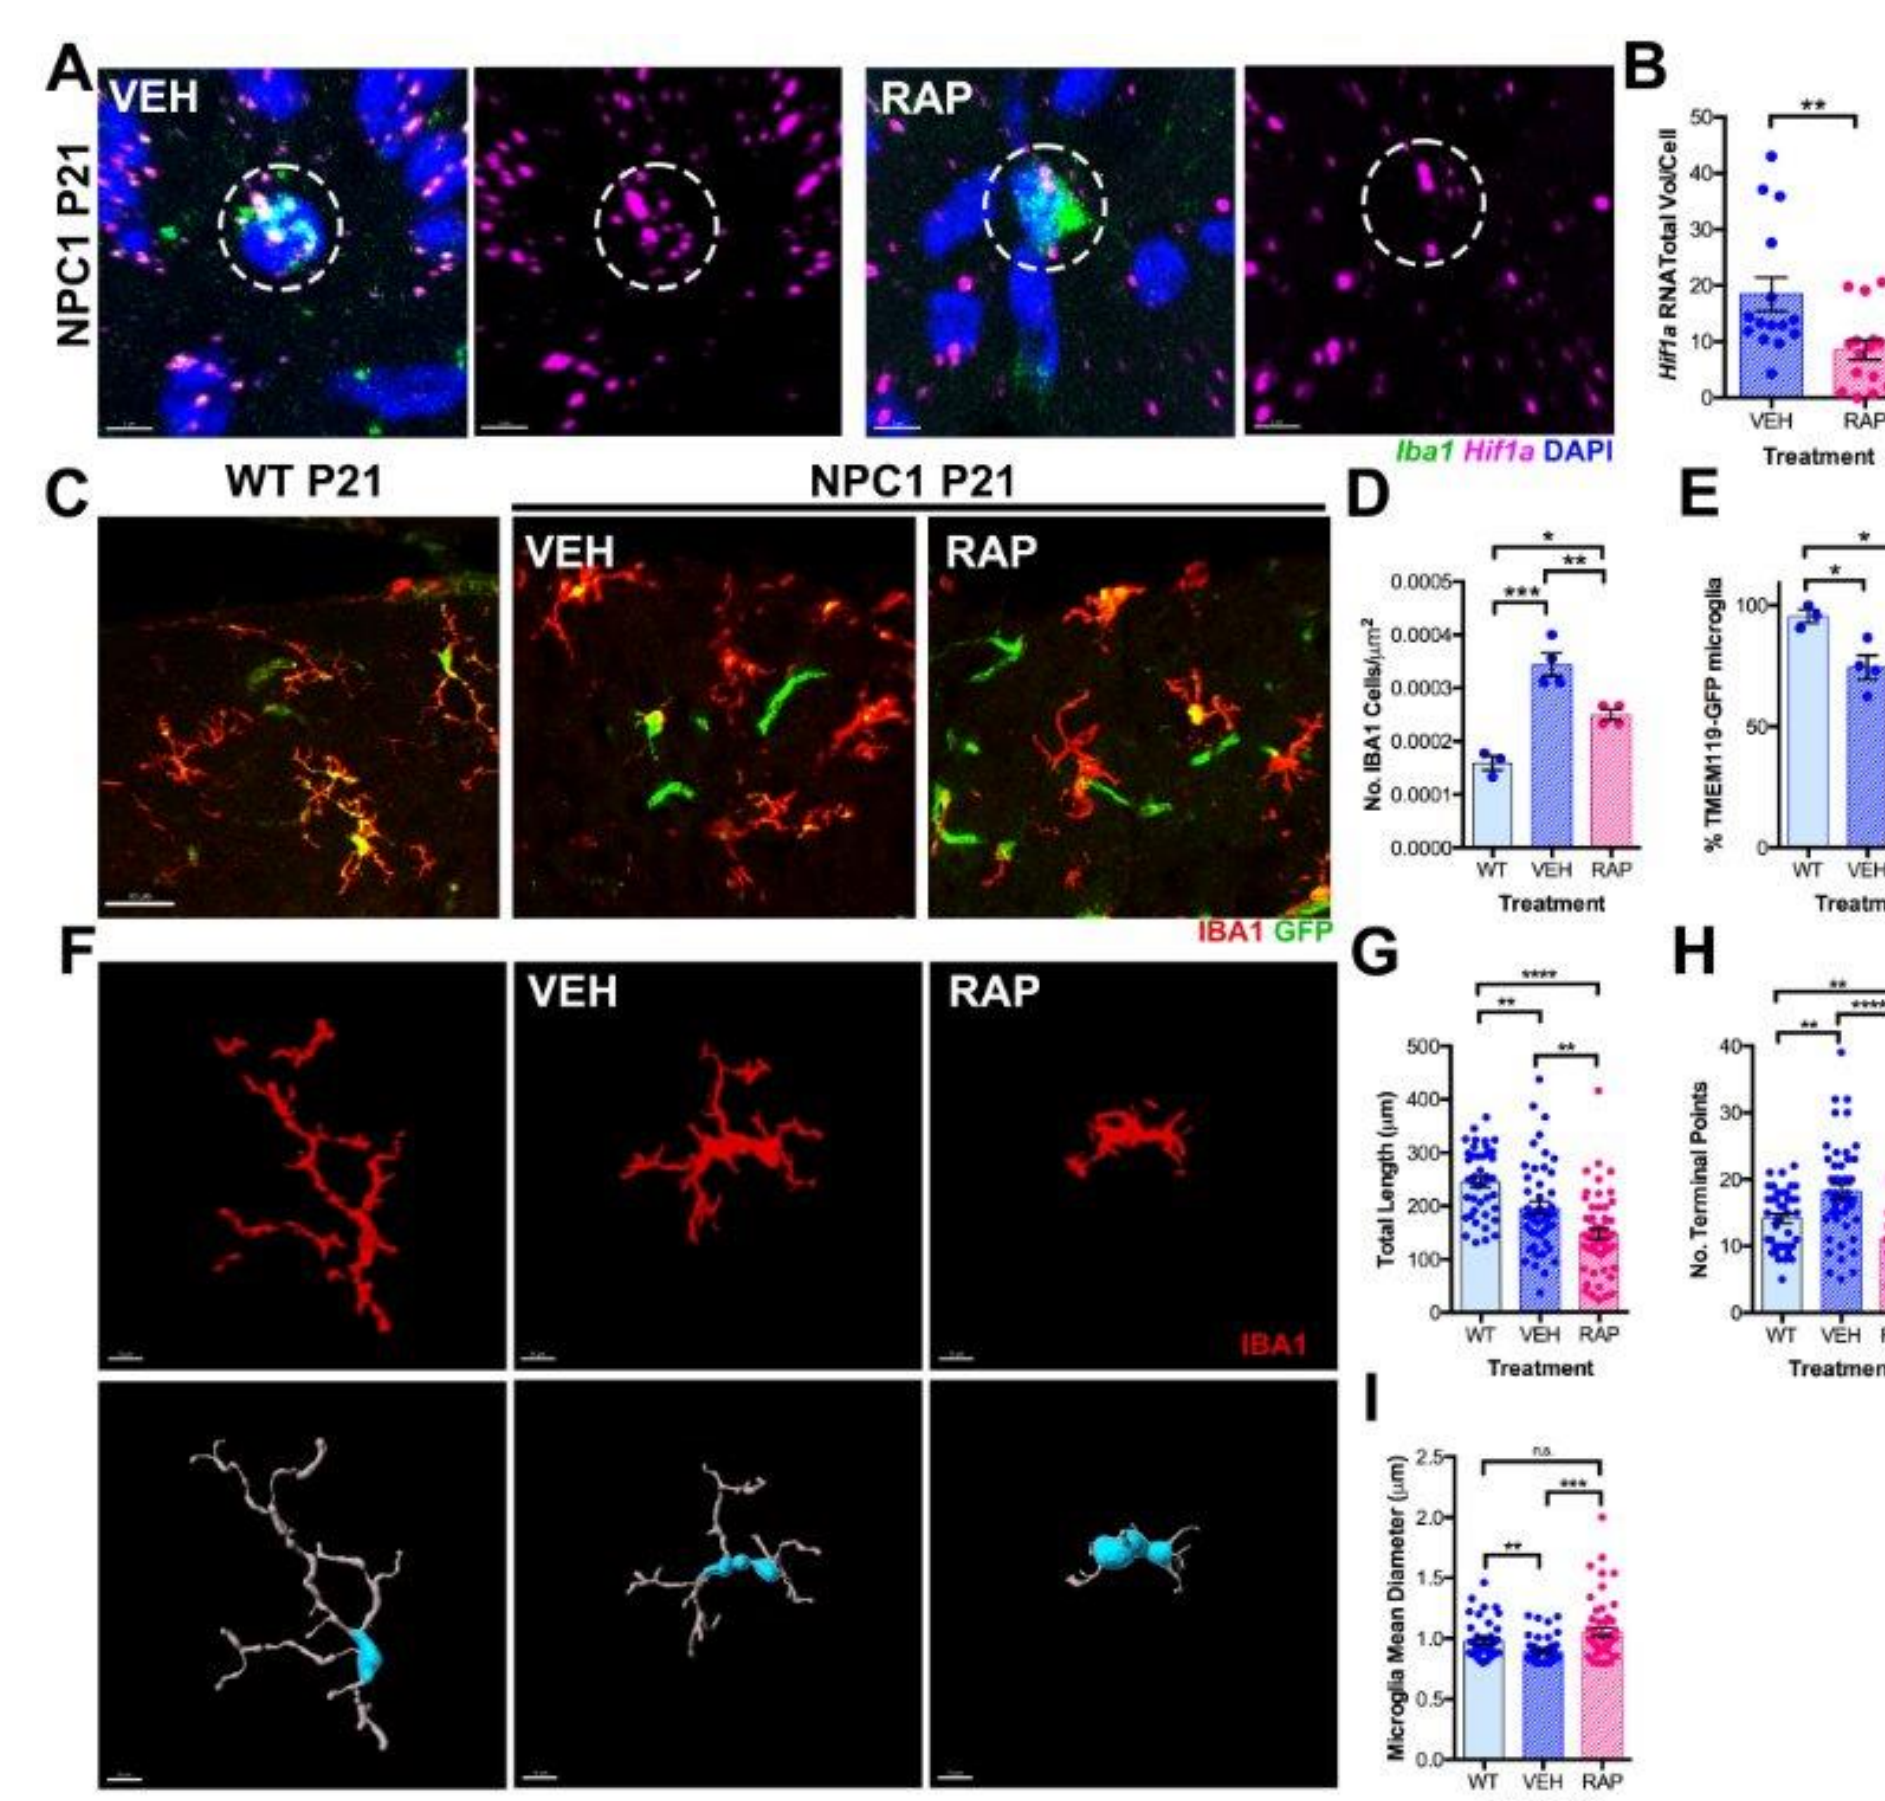 A
VEH
RAP
NPC1 P21
Iba1 Hif1a DAPI
B
**
Hif1a RNATotal Vol/Cell
50
40
30
20
10
0
VEH
RAP
Treatment
C
WT P21
NPC1 P21
VEH
RAP
IBA1 GFP
D
*
**
***
No. IBA1 Cells/μm²
0.0005
0.0004
0.0003
0.0002
0.0001
0.0000
WT
VEH
RAP
Treatment
E
*
*
% TMEM119-GFP microglia
100
50
0
WT
VEH
Treatm
F
VEH
RAP
IBA1
G
****
**
**
Total Length (μm)
500
400
300
200
100
0
WT
VEH
RAP
Treatment
H
**
****
**
No. Terminal Points
40
30
20
10
0
WT
VEH
Treatmen
I
n.s.
***
**
Microglia Mean Diameter (μm)
2.5
2.0
1.5
1.0
0.5
0.0
WT
VEH
RAP